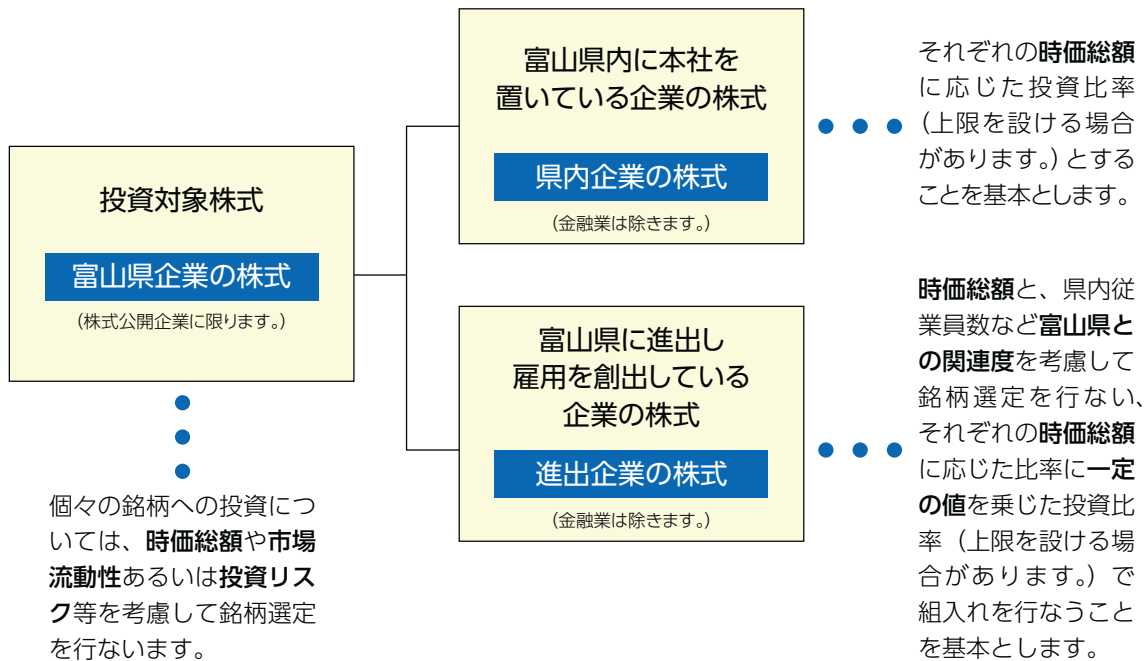 投資対象株式
富山県企業の株式
(株式公開企業に限ります。)
個々の銘柄への投資につ
いては、時価総額や市場
流動性あるいは投資リス
ク等を考慮して銘柄選定
を行ないます。
富山県内に本社を
置いている企業の株式
県内企業の株式
(金融業は除きます。)
それぞれの時価総額
に応じた投資比率
(上限を設ける場合
があります。)とする
ことを基本とします。
富山県に進出し
雇用を創出している
企業の株式
進出企業の株式
(金融業は除きます。)
時価総額と、県内従
業員数など富山県と
の関連度を考慮して
銘柄選定を行ない、
それぞれの時価総額
に応じた比率に一定
の値を乗じた投資比
率(上限を設ける場
合があります。)で
組入れを行なうこと
を基本とします。